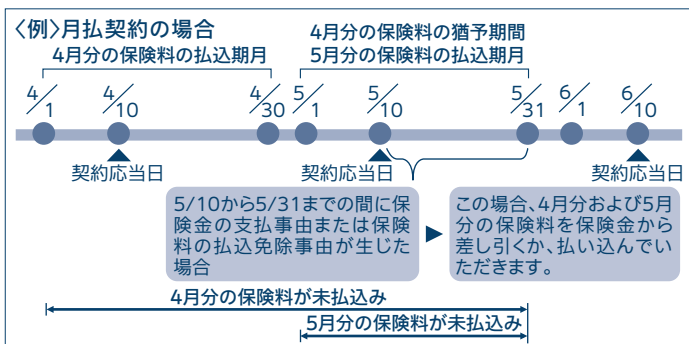 〈例〉月払契約の場合
4月分の保険料の払込期月
4月分の保険料の猶予期間
5月分の保険料の払込期月
4/1 4/10 4/30 5/1 5/10 5/31 6/1 6/10
契約応当日 契約応当日 契約応当日
5/10から5/31までの間に保
険金の支払事由または保険
料の払込免除事由が生じた
場合
この場合、4月分および5月
分の保険料を保険金から
差し引くか、払い込んでい
ただきます。
4月分の保険料が未払込み
5月分の保険料が未払込み